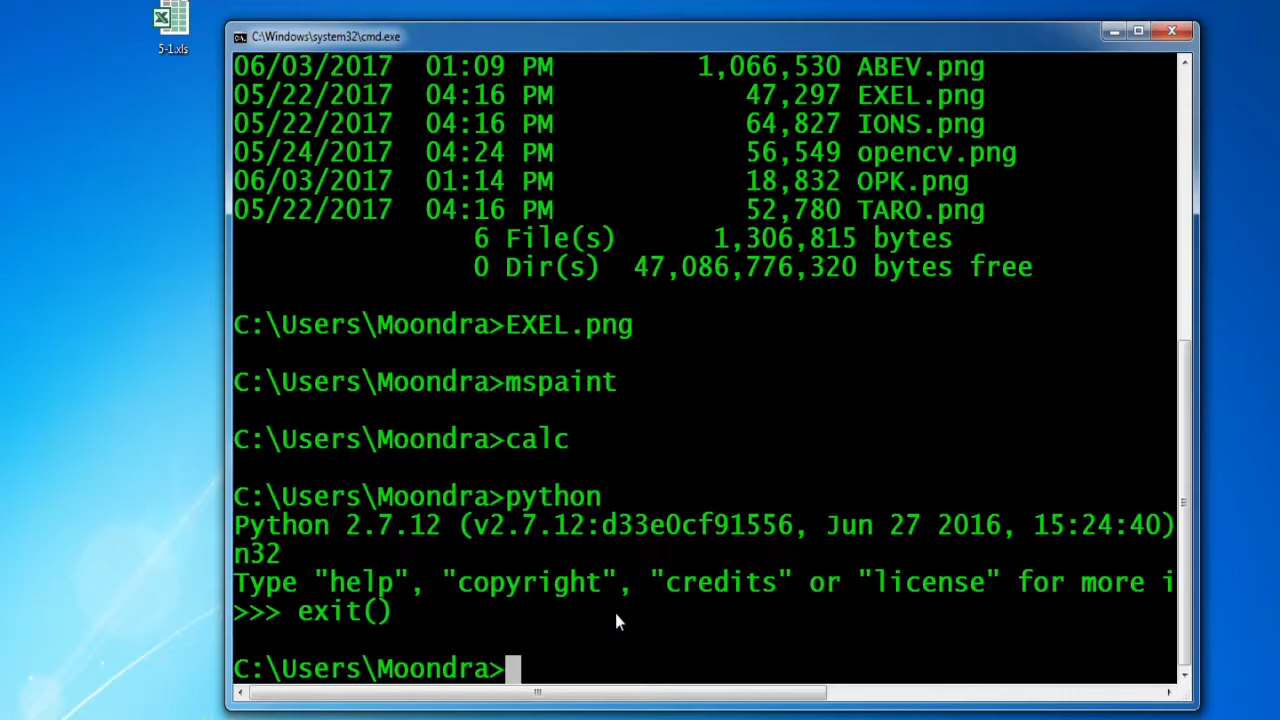 5-1.xls
C:\Windows\system32\cmd.exe
06/03/2017  01:09 PM         1,066,530 ABEV.png
05/22/2017  04:16 PM            47,297 EXEL.png
05/22/2017  04:16 PM            64,827 IONS.png
05/24/2017  04:24 PM            56,549 opencv.png
06/03/2017  01:14 PM            18,832 OPK.png
05/22/2017  04:16 PM            52,780 TARO.png
6 File(s)      1,306,815 bytes
0 Dir(s)  47,086,776,320 bytes free
C:\Users\Moondra>EXEL.png
C:\Users\Moondra>mspaint
C:\Users\Moondra>calc
C:\Users\Moondra>python
Python 2.7.12 (v2.7.12:d33e0cf91556, Jun 27 2016, 15:24:40)
n32
Type "help", "copyright", "credits" or "license" for more i
>>> exit()
C:\Users\Moondra>